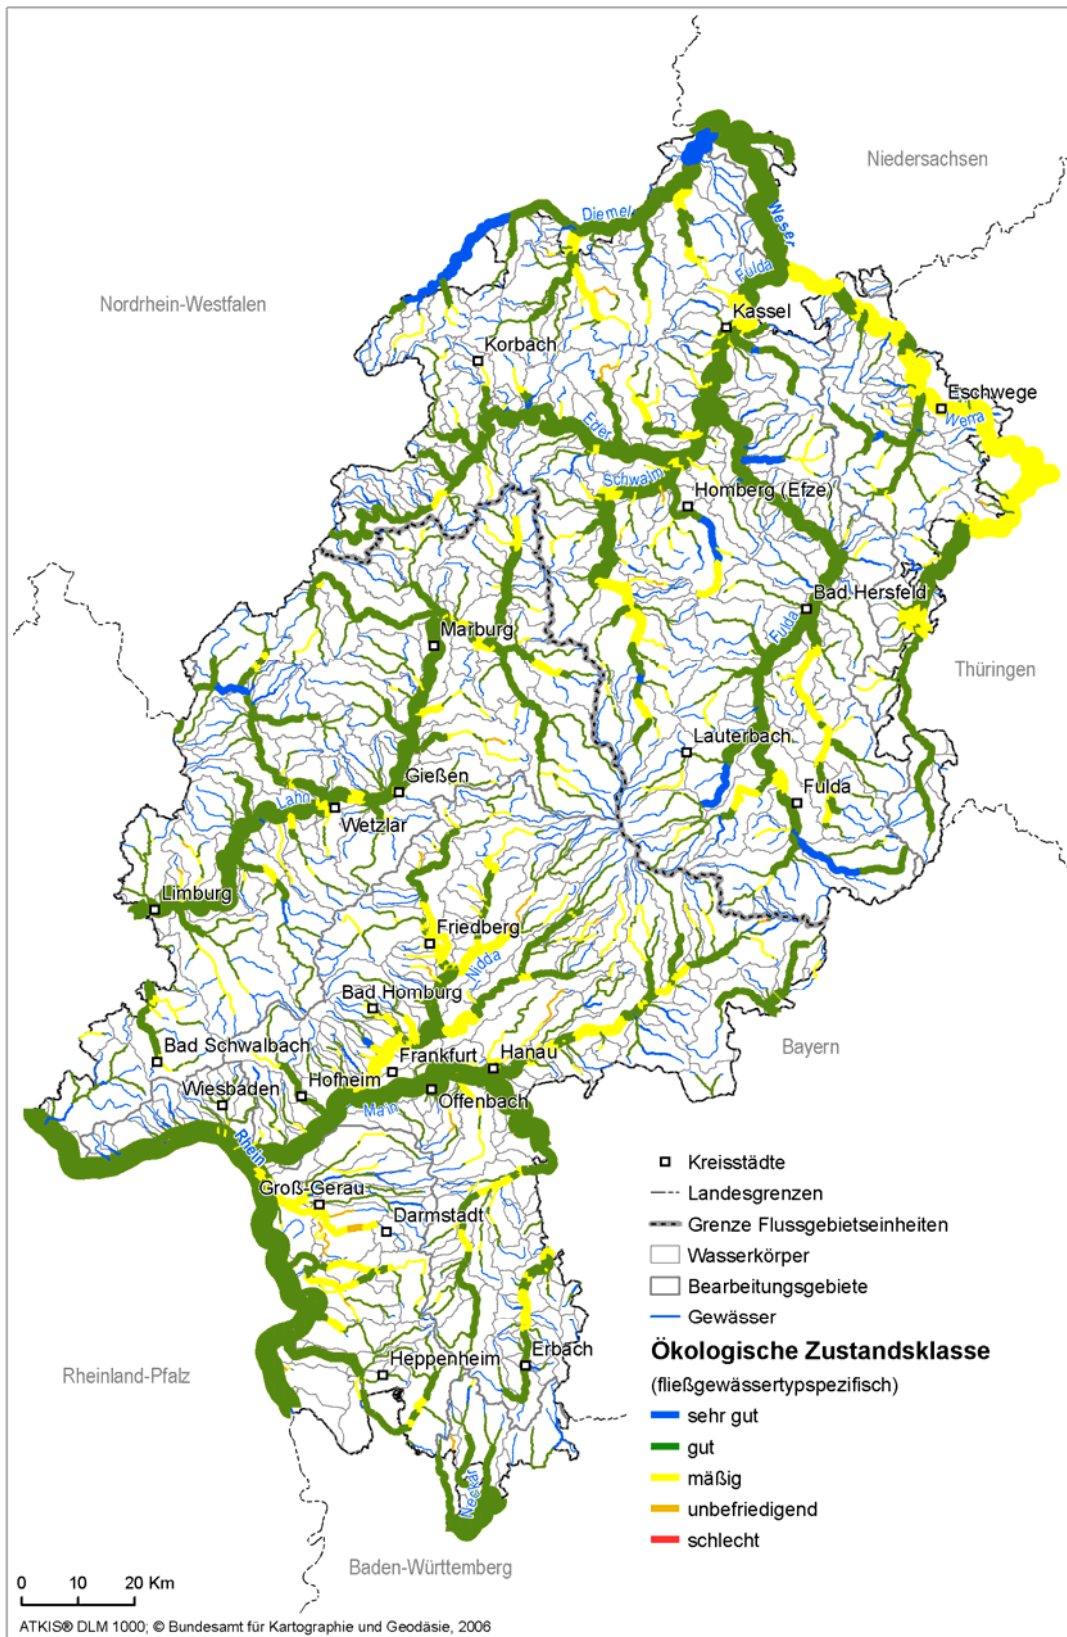 Niedersachsen
Diemel
Weser
Nordrhein-Westfalen
Fulda
Kassel
Korbach
Eschwege
Werra
Eder
Schwalm
Homberg (Efze)
Bad Hersfeld
Fulda
Marburg
Thüringen
Lauterbach
Gießen
Fulda
Lahn
Wetzlar
Limburg
Friedberg
Nidda
Bad Homburg
Bayern
Bad Schwalbach
Frankfurt
Hanau
Wiesbaden
Hofheim
Offenbach
Main
Rhein
Kreisstädte
Groß-Gerau
Landesgrenzen
Darmstadt
Grenze Flussgebietseinheiten
Wasserkörper
Bearbeitungsgebiete
Gewässer
Ökologische Zustandsklasse
Heppenheim
Erbach
Rheinland-Pfalz
(fließgewässertypspezifisch)
sehr gut
gut
mäßig
Neckar
unbefriedigend
schlecht
Baden-Württemberg
0 10 20 Km
ATKIS® DLM 1000; © Bundesamt für Kartographie und Geodäsie, 2006